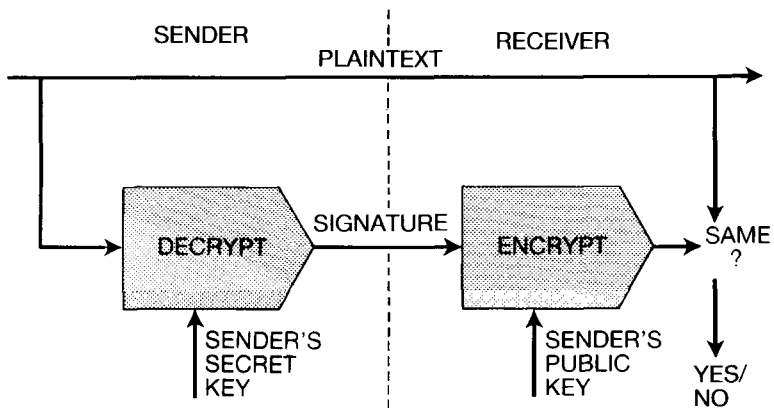 SENDER
RECEIVER
PLAINTEXT
DECRYPT
SIGNATURE
ENCRYPT
SAME
?
SENDER'S
SECRET
KEY
SENDER'S
PUBLIC
KEY
YES/
NO